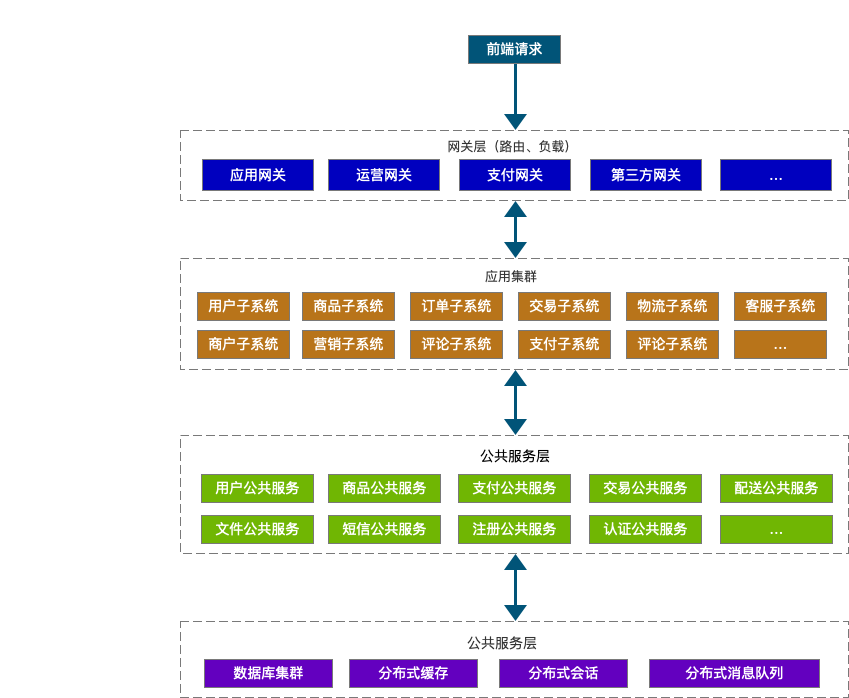 前端请求
网关层（路由、负载）
应用网关 运营网关 支付网关 第三方网关 ...
应用集群
用户子系统 商品子系统 订单子系统 交易子系统 物流子系统 客服子系统
商户子系统 营销子系统 评论子系统 支付子系统 评论子系统 ...
公共服务层
用户公共服务 商品公共服务 支付公共服务 交易公共服务 配送公共服务
文件公共服务 短信公共服务 注册公共服务 认证公共服务 ...
公共服务层
数据库集群 分布式缓存 分布式会话 分布式消息队列